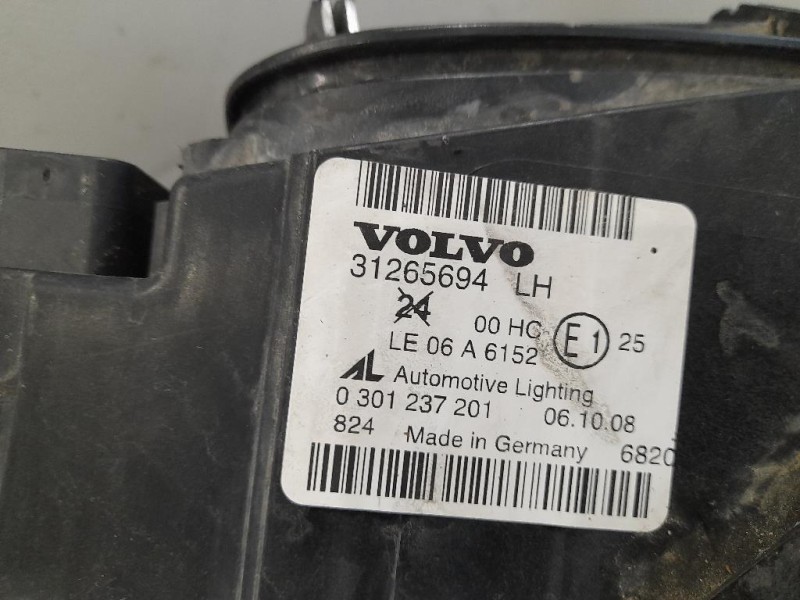 VOLVO
31265694 LH
24 00 HC E1 25
LE 06 A 6152
AL Automotive Lighting
0 301 237 201 06.10.08
824 Made in Germany 6820